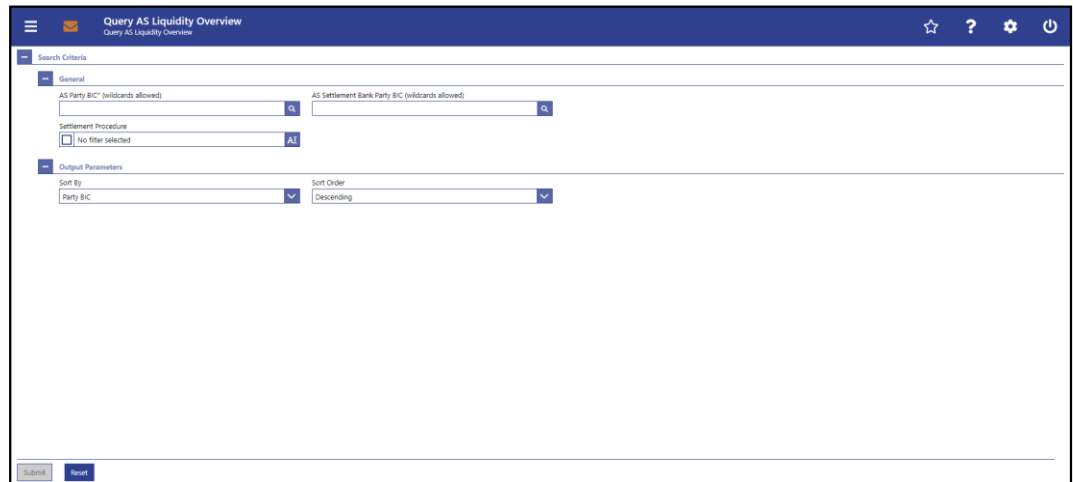 Query AS Liquidity Overview
Query AS Liquidity Overview
?
Search Criteria
General
AS Party BIC* (wildcards allowed) AS Settlement Bank Party BIC (wildcards allowed)
Settlement Procedure
No filter selected
Output Parameters
Sort By Sort Order
Party BIC Descending
Submit Reset